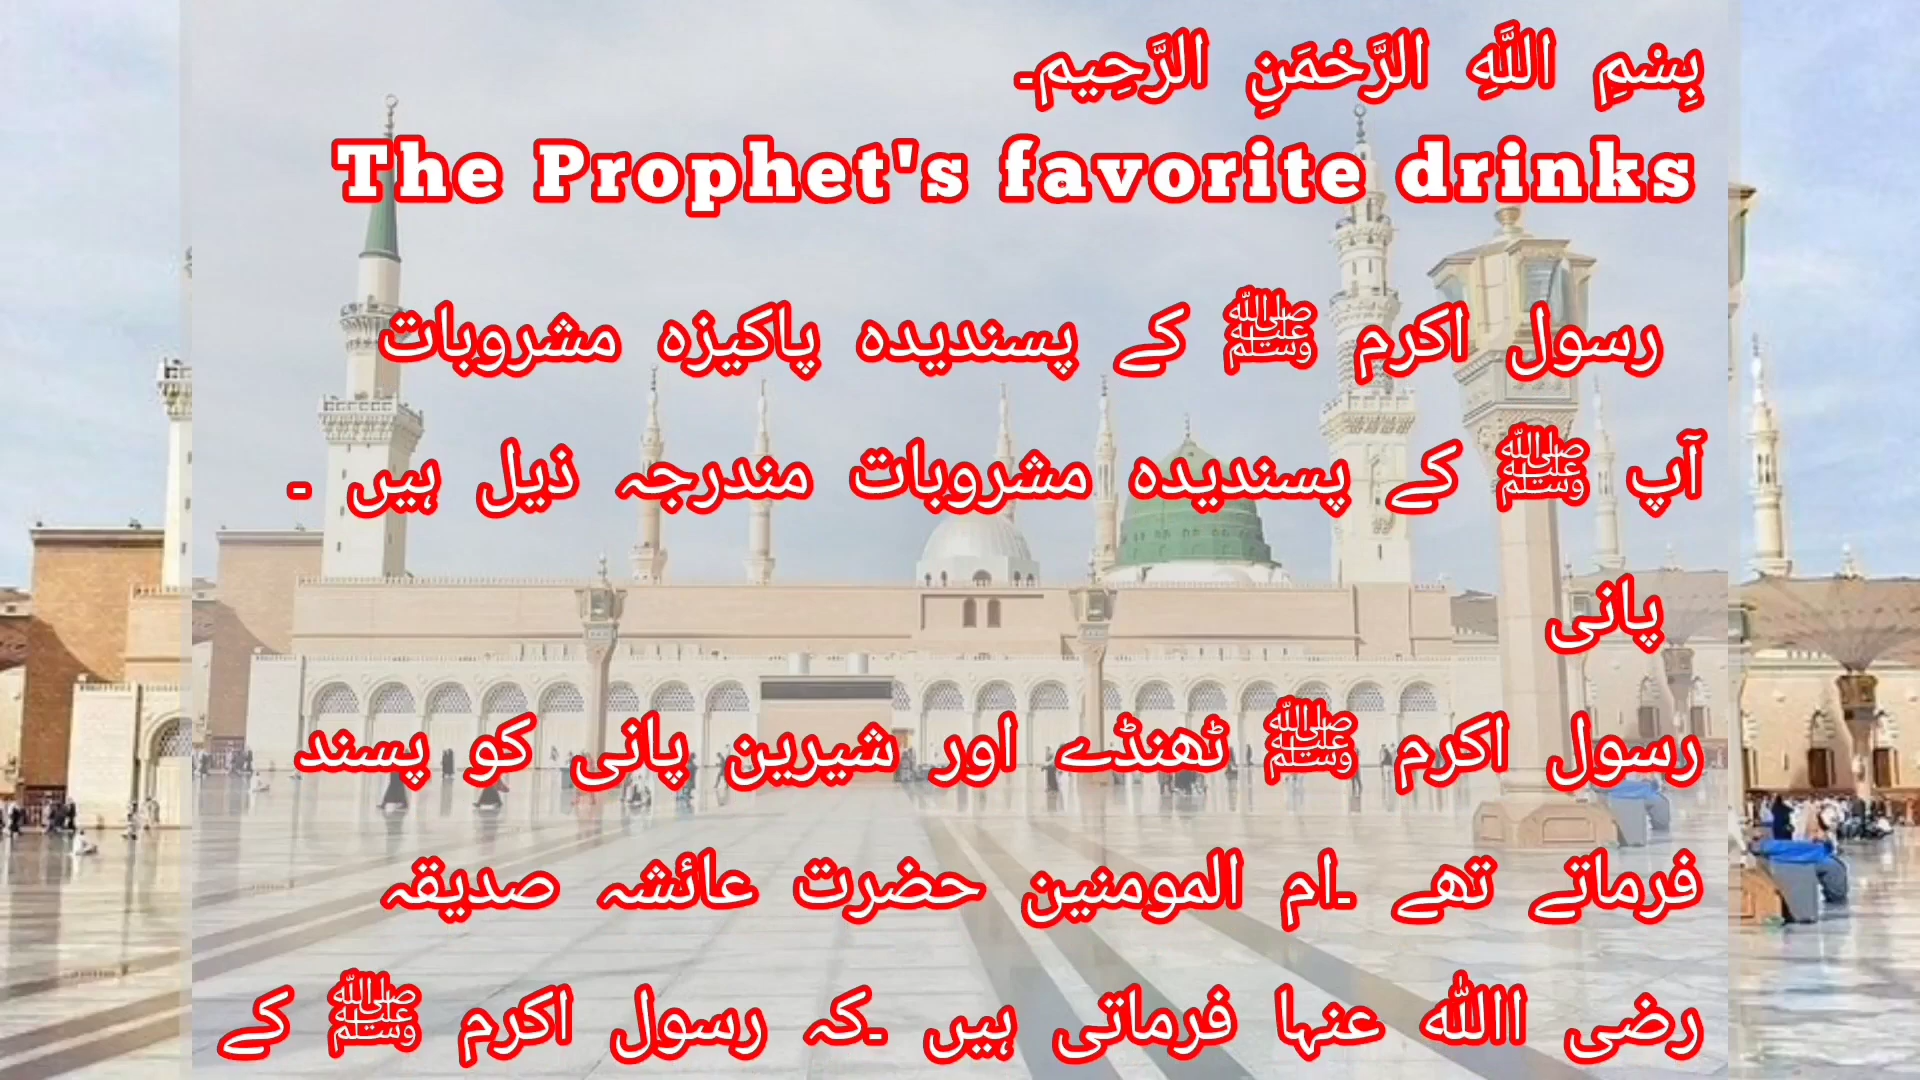 بِسْمِ اللَّهِ الرَّحْمَنِ الرَّحِيم۔
The Prophet's favorite drinks
رسول اکرم ﷺ کے پسندیدہ پاکیزہ مشروبات
آپ ﷺ کے پسندیدہ مشروبات مندرجہ ذیل ہیں ۔
پانی
رسول اکرم ﷺ ٹھنڈے اور شیرین پانی کو پسند
فرماتے تھے ۔ام المومنین حضرت عائشہ صدیقہ
رضی اللہ عنہا فرماتی ہیں ۔کہ رسول اکرم ﷺ کے